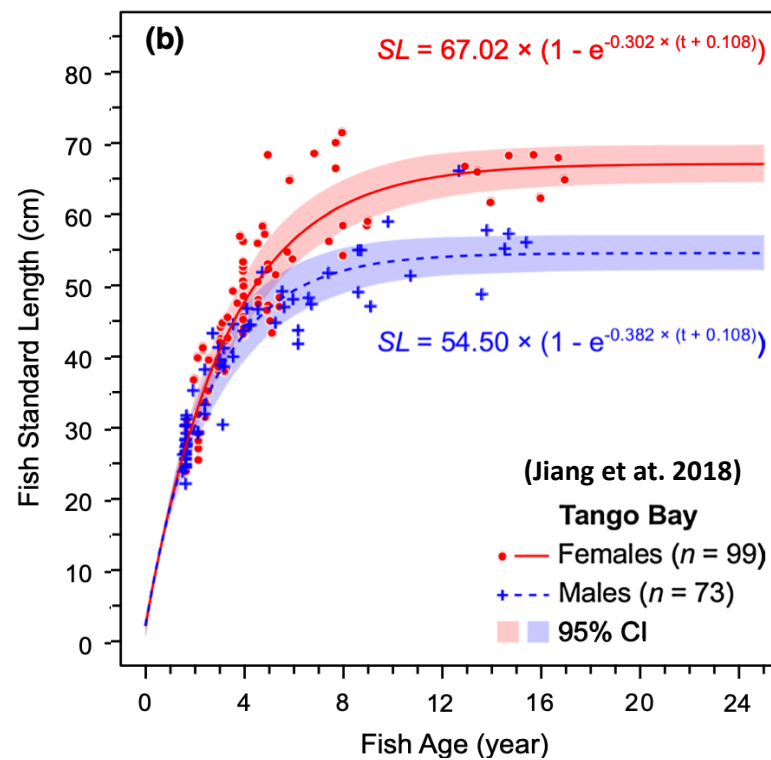 (b)
SL = 67.02 × (1 - e^-0.302 × (t + 0.108))
80
70
60
50
40
30
20
10
0
Fish Standard Length (cm)
SL = 54.50 × (1 - e^-0.382 × (t + 0.108))
(Jiang et at. 2018)
Tango Bay
Females (n = 99)
Males (n = 73)
95% CI
0 4 8 12 16 20 24
Fish Age (year)